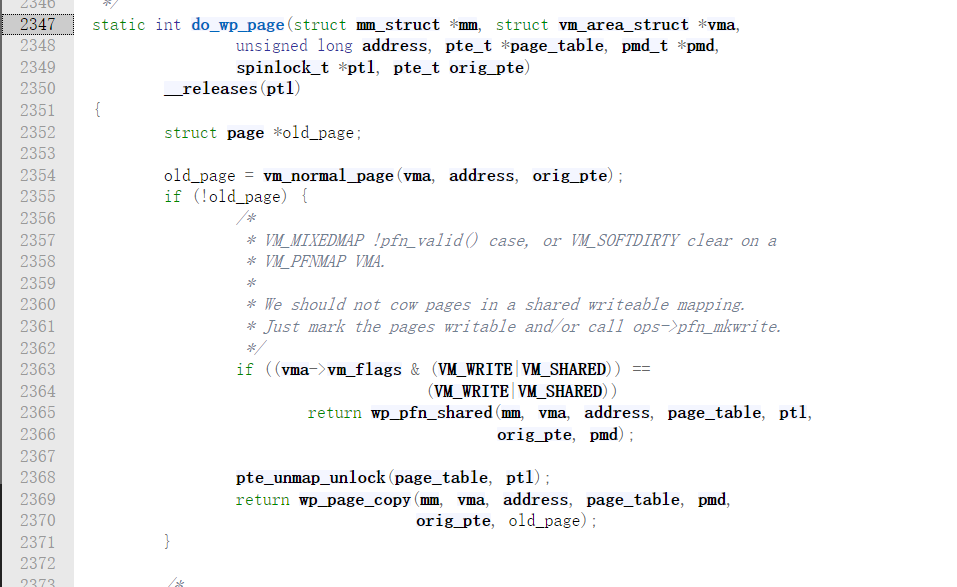 2346 */
2347 static int do_wp_page(struct mm_struct *mm, struct vm_area_struct *vma,
2348 unsigned long address, pte_t *page_table, pmd_t *pmd,
2349 spinlock_t *ptl, pte_t orig_pte)
2350 __releases(ptl)
2351 {
2352 struct page *old_page;
2353
2354 old_page = vm_normal_page(vma, address, orig_pte);
2355 if (!old_page) {
2356 /*
2357 * VM_MIXEDMAP !pfn_valid() case, or VM_SOFTDIRTY clear on a
2358 * VM_PFNMAP VMA.
2359 *
2360 * We should not cow pages in a shared writeable mapping.
2361 * Just mark the pages writable and/or call ops->pfn_mkwrite.
2362 */
2363 if ((vma->vm_flags & (VM_WRITE|VM_SHARED)) ==
2364 (VM_WRITE|VM_SHARED))
2365 return wp_pfn_shared(mm, vma, address, page_table, ptl,
2366 orig_pte, pmd);
2367
2368 pte_unmap_unlock(page_table, ptl);
2369 return wp_page_copy(mm, vma, address, page_table, pmd,
2370 orig_pte, old_page);
2371 }
2372
2373 /*